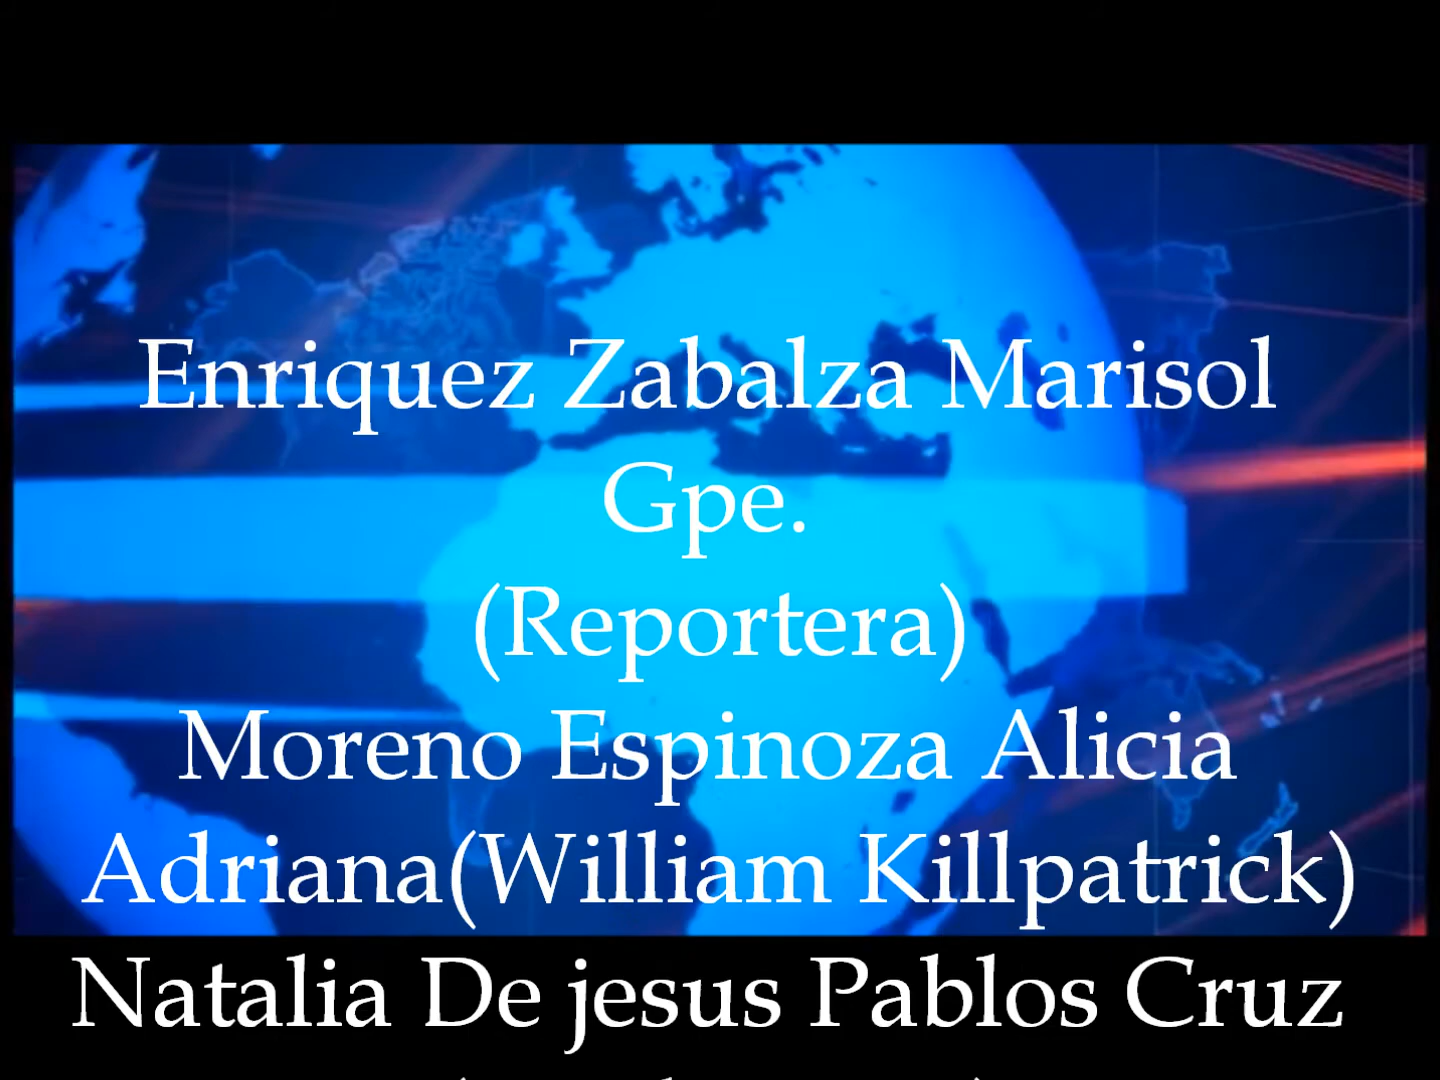 Enriquez Zabalza Marisol
Gpe.
(Reportera)
Moreno Espinoza Alicia
Adriana(William Killpatrick)
Natalia De jesus Pablos Cruz